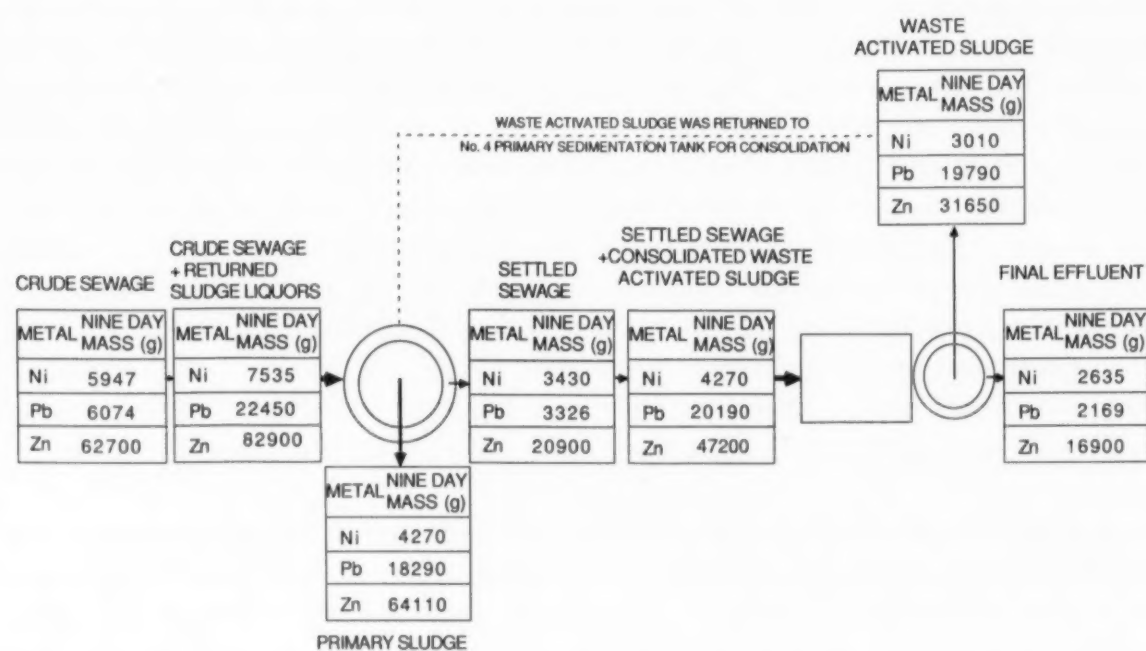 WASTE
ACTIVATED SLUDGE
METAL NINE DAY
MASS (g)
Ni 3010
Pb 19790
Zn 31650
WASTE ACTIVATED SLUDGE WAS RETURNED TO
No. 4 PRIMARY SEDIMENTATION TANK FOR CONSOLIDATION
CRUDE SEWAGE
METAL NINE DAY
MASS (g)
Ni 5947
Pb 6074
Zn 62700
CRUDE SEWAGE
+ RETURNED
SLUDGE LIQUORS
METAL NINE DAY
MASS (g)
Ni 7535
Pb 22450
Zn 82900
METAL NINE DAY
MASS (g)
Ni 4270
Pb 18290
Zn 64110
PRIMARY SLUDGE
SETTLED
SEWAGE
METAL NINE DAY
MASS (g)
Ni 3430
Pb 3326
Zn 20900
SETTLED SEWAGE
+CONSOLIDATED WASTE
ACTIVATED SLUDGE
METAL NINE DAY
MASS (g)
Ni 4270
Pb 20190
Zn 47200
FINAL EFFLUENT
METAL NINE DAY
MASS (g)
Ni 2635
Pb 2169
Zn 16900